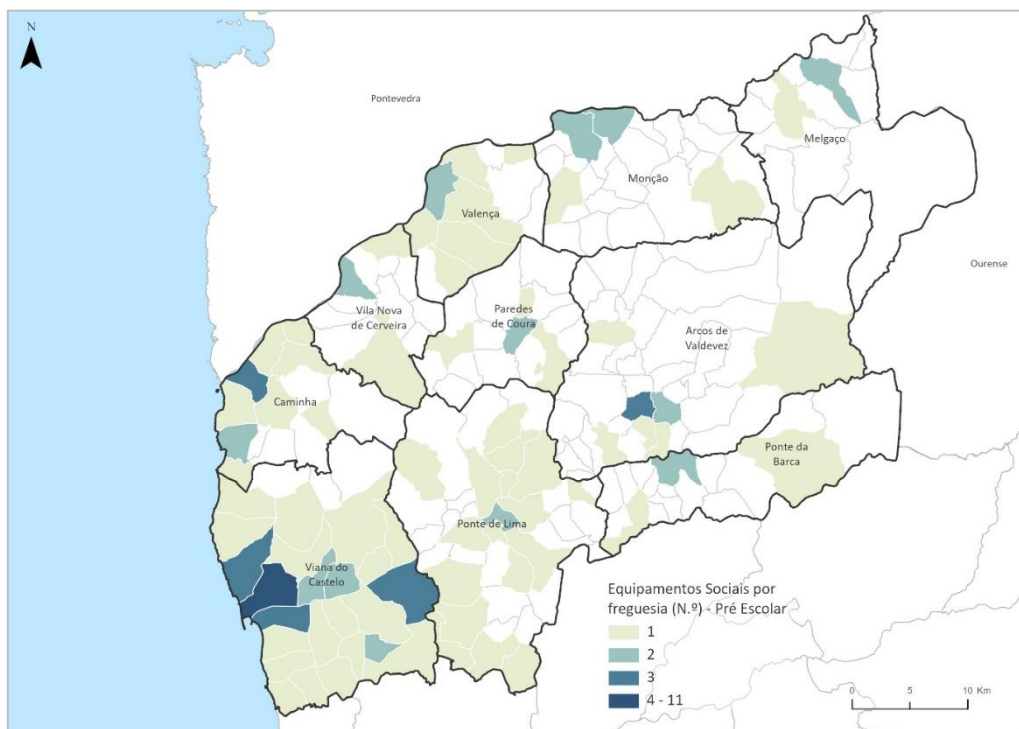 N
Pontevedra
Melgaço
Monção
Valença
Ourense
Vila Nova
de Cerveira
Paredes
de Coura
Arcos de
Valdevez
Caminha
Ponte da
Barca
Ponte de Lima
Viana do
Castelo
Equipamentos Sociais por
freguesia (N.º) - Pré Escolar
1
2
3
4 - 11
0 5 10 Km